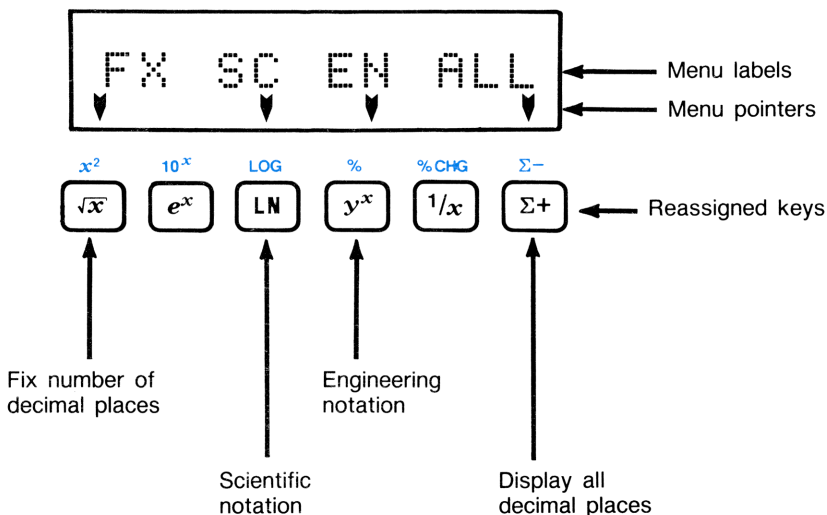 FX SC EN ALL
Menu labels
Menu pointers
x² 10ˣ LOG % %CHG Σ−
√x eˣ LN yˣ 1/x Σ+
Reassigned keys
Fix number of
decimal places
Engineering
notation
Scientific
notation
Display all
decimal places